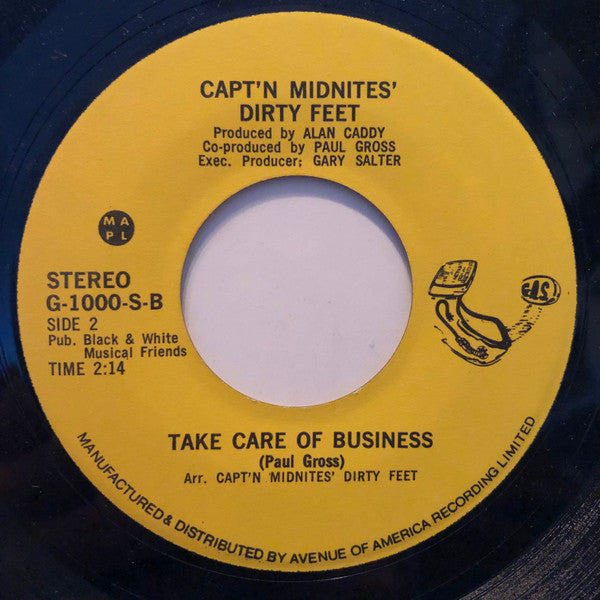 CAPT'N MIDNITES'
DIRTY FEET
Produced by ALAN CADDY
Co-produced by PAUL GROSS
Exec. Producer; GARY SALTER
M A
P L
STEREO
G-1000-S-B
SIDE 2
Pub. Black & White
Musical Friends
TIME 2:14
SP
TAKE CARE OF BUSINESS
(Paul Gross)
Arr. CAPT'N MIDNITES' DIRTY FEET
MANUFACTURED & DISTRIBUTED BY AVENUE OF AMERICA RECORDING LIMITED